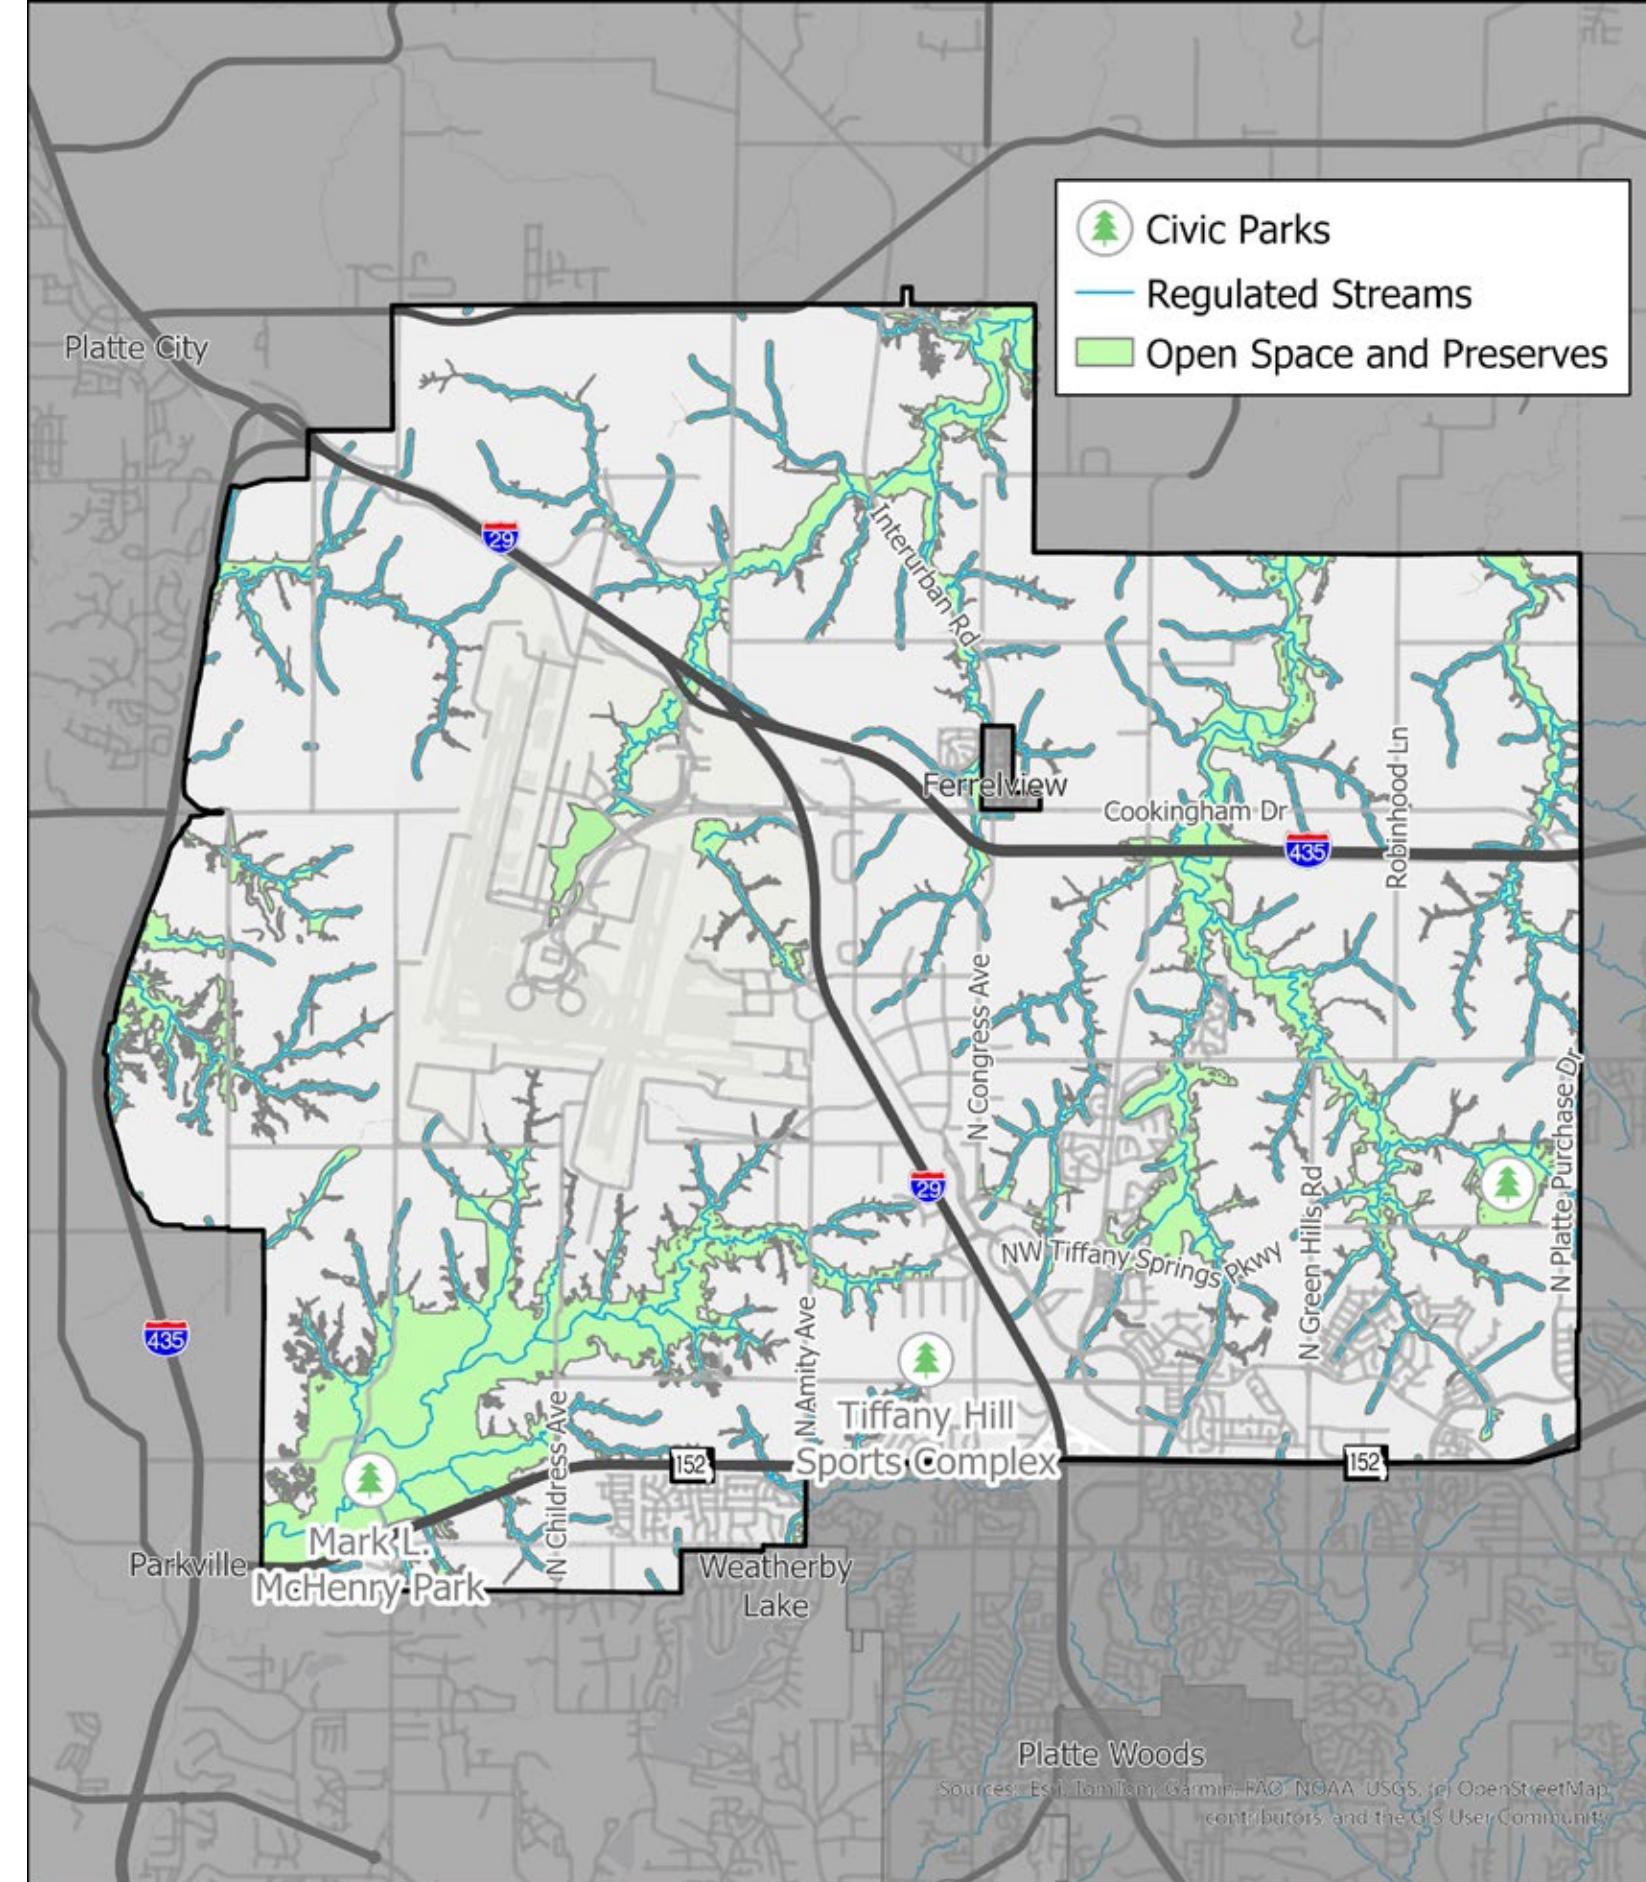 Civic Parks
Regulated Streams
Open Space and Preserves
Platte City
29
Interurban Rd
Ferrelview
Cookingham Dr
Robinhood Ln
435
N Congress Ave
N Platte Purchase Dr
29
N Green Hills Rd
NW Tiffany Springs Pkwy
435
N Amity Ave
Tiffany Hill
Sports Complex
N Childress Ave
152
152
Mark L.
McHenry Park
Parkville
Weatherby
Lake
Platte Woods
Sources: Esri, TomTom, Garmin, FAO, NOAA, USGS, (c) OpenStreetMap
contributors, and the GIS User Community